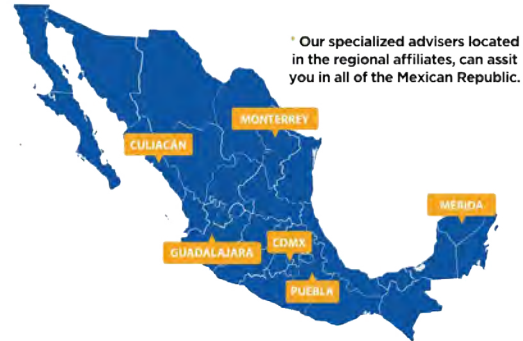 * Our specialized advisers located
in the regional affiliates, can assit
you in all of the Mexican Republic.
MONTERREY
CULIACÁN
MÉRIDA
GUADALAJARA
CDMX
PUEBLA